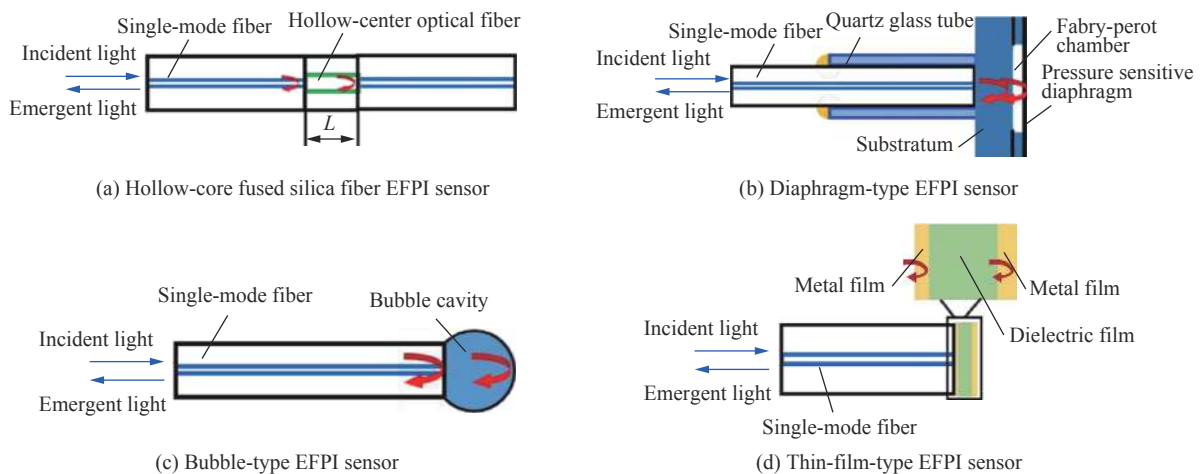 Single-mode fiber
Hollow-center optical fiber
Incident light
Emergent light
L
(a) Hollow-core fused silica fiber EFPI sensor
Quartz glass tube
Single-mode fiber
Fabry-perot
chamber
Incident light
Pressure sensitive
diaphragm
Emergent light
Substratum
(b) Diaphragm-type EFPI sensor
Single-mode fiber
Bubble cavity
Incident light
Emergent light
(c) Bubble-type EFPI sensor
Metal film
Metal film
Dielectric film
Incident light
Emergent light
Single-mode fiber
(d) Thin-film-type EFPI sensor